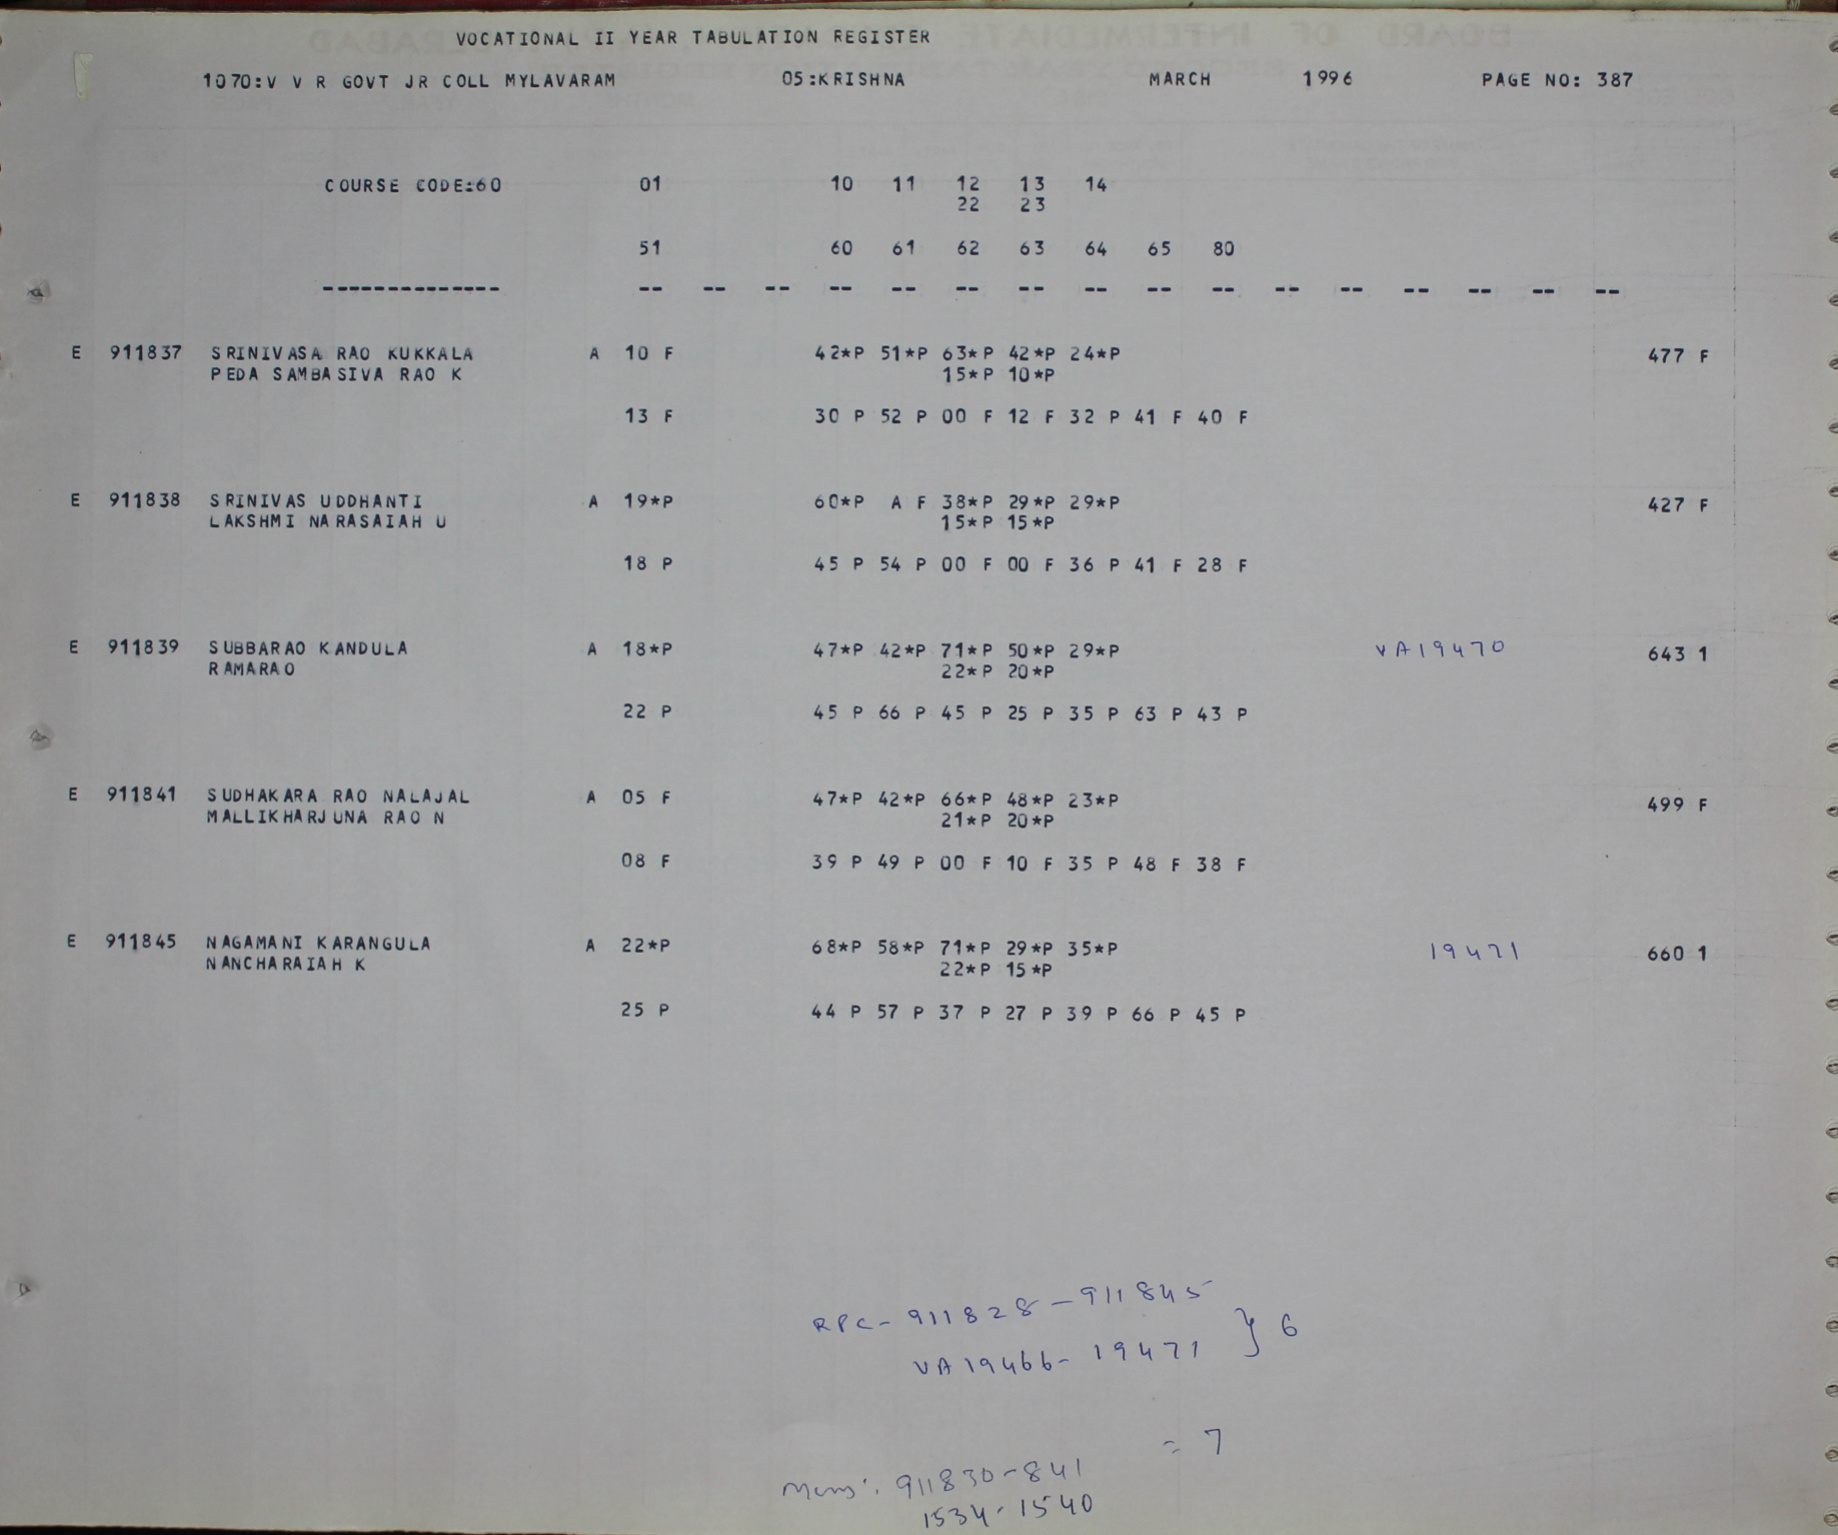 VOCATIONAL II YEAR TABULATION REGISTER
1070:V V R GOVT JR COLL MYLAVARAM 05:KRISHNA MARCH 1996 PAGE NO: 387
COURSE CODE:60 01 10 11 12 13 14
22 23
51 60 61 62 63 64 65 80
-------------- -- -- -- -- -- -- -- -- -- -- -- -- -- -- -- --
E 911837 SRINIVASA RAO KUKKALA A 10 F 42*P 51*P 63*P 42*P 24*P 477 F
PEDA SAMBASIVA RAO K 15*P 10*P
13 F 30 P 52 P 00 F 12 F 32 P 41 F 40 F
E 911838 SRINIVAS UDDHANTI A 19*P 60*P A F 38*P 29*P 29*P 427 F
LAKSHMI NARASAIAH U 15*P 15*P
18 P 45 P 54 P 00 F 00 F 36 P 41 F 28 F
E 911839 SUBBARAO KANDULA A 18*P 47*P 42*P 71*P 50*P 29*P VA19470 643 1
RAMARAO 22*P 20*P
22 P 45 P 66 P 45 P 25 P 35 P 63 P 43 P
E 911841 SUDHAKARA RAO NALAJAL A 05 F 47*P 42*P 66*P 48*P 23*P 499 F
MALLIKHARJUNA RAO N 21*P 20*P
08 F 39 P 49 P 00 F 10 F 35 P 48 F 38 F
E 911845 NAGAMANI KARANGULA A 22*P 68*P 58*P 71*P 29*P 35*P 19471 660 1
NANCHARAIAH K 22*P 15*P
25 P 44 P 57 P 37 P 27 P 39 P 66 P 45 P
RPC- 911828-911845
VA19466-19471 } 6
= 7
911830-841
1534-1540